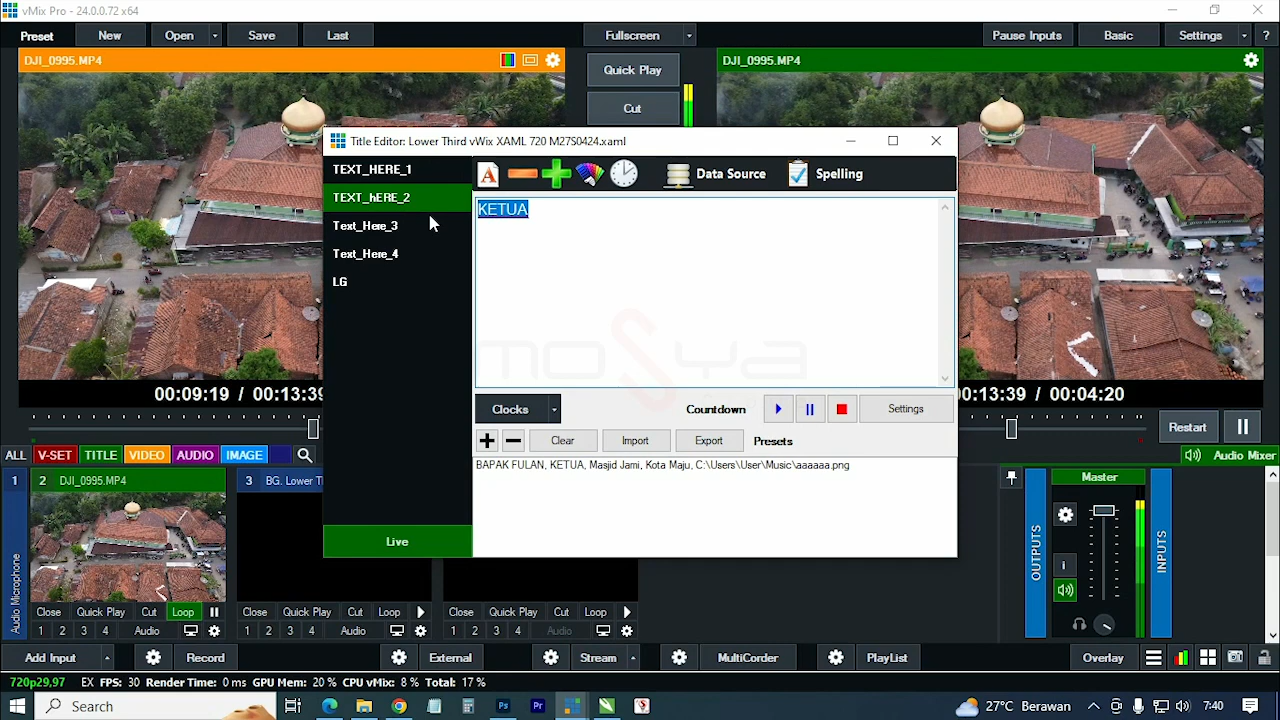 vMix Pro - 24.0.0.72 x64
Preset New Open Save Last Fullscreen Pause Inputs Basic Settings ?
DJI_0995.MP4
Quick Play
DJI_0995.MP4
Cut
Title Editor: Lower Third vWix XAML 720 M27S0424.xaml
TEXT_HERE_1
TEXT_hERE_2
Text_Here_3
Text_Here_4
LG
Live
Data Source Spelling
KETUA
mosya
Clocks Countdown Settings
Clear Import Export Presets
BAPAK FULAN, KETUA, Masjid Jami, Kota Maju, C:\Users\User\Music\aaaaaa.png
00:09:19 / 00:13:39
0:13:39 / 00:04:20
Restart
ALL V-SET TITLE VIDEO AUDIO IMAGE
Audio Mixer
1
Audio Microphone
2 DJI_0995.MP4
3 BG. Lower Th
Close Quick Play Cut Loop
1 2 3 4 Audio
Close Quick Play Cut Loop
1 2 3 4 Audio
Close Quick Play Cut Loop
1 2 3 4 Audio
OUTPUTS
Master
i
INPUTS
Add Input Record External Stream MultiCorder PlayList Overlay
720p29,97 EX FPS: 30 Render Time: 0 ms GPU Mem: 20 % CPU vMix: 8 % Total: 17 %
Search
27°C Berawan 7:40